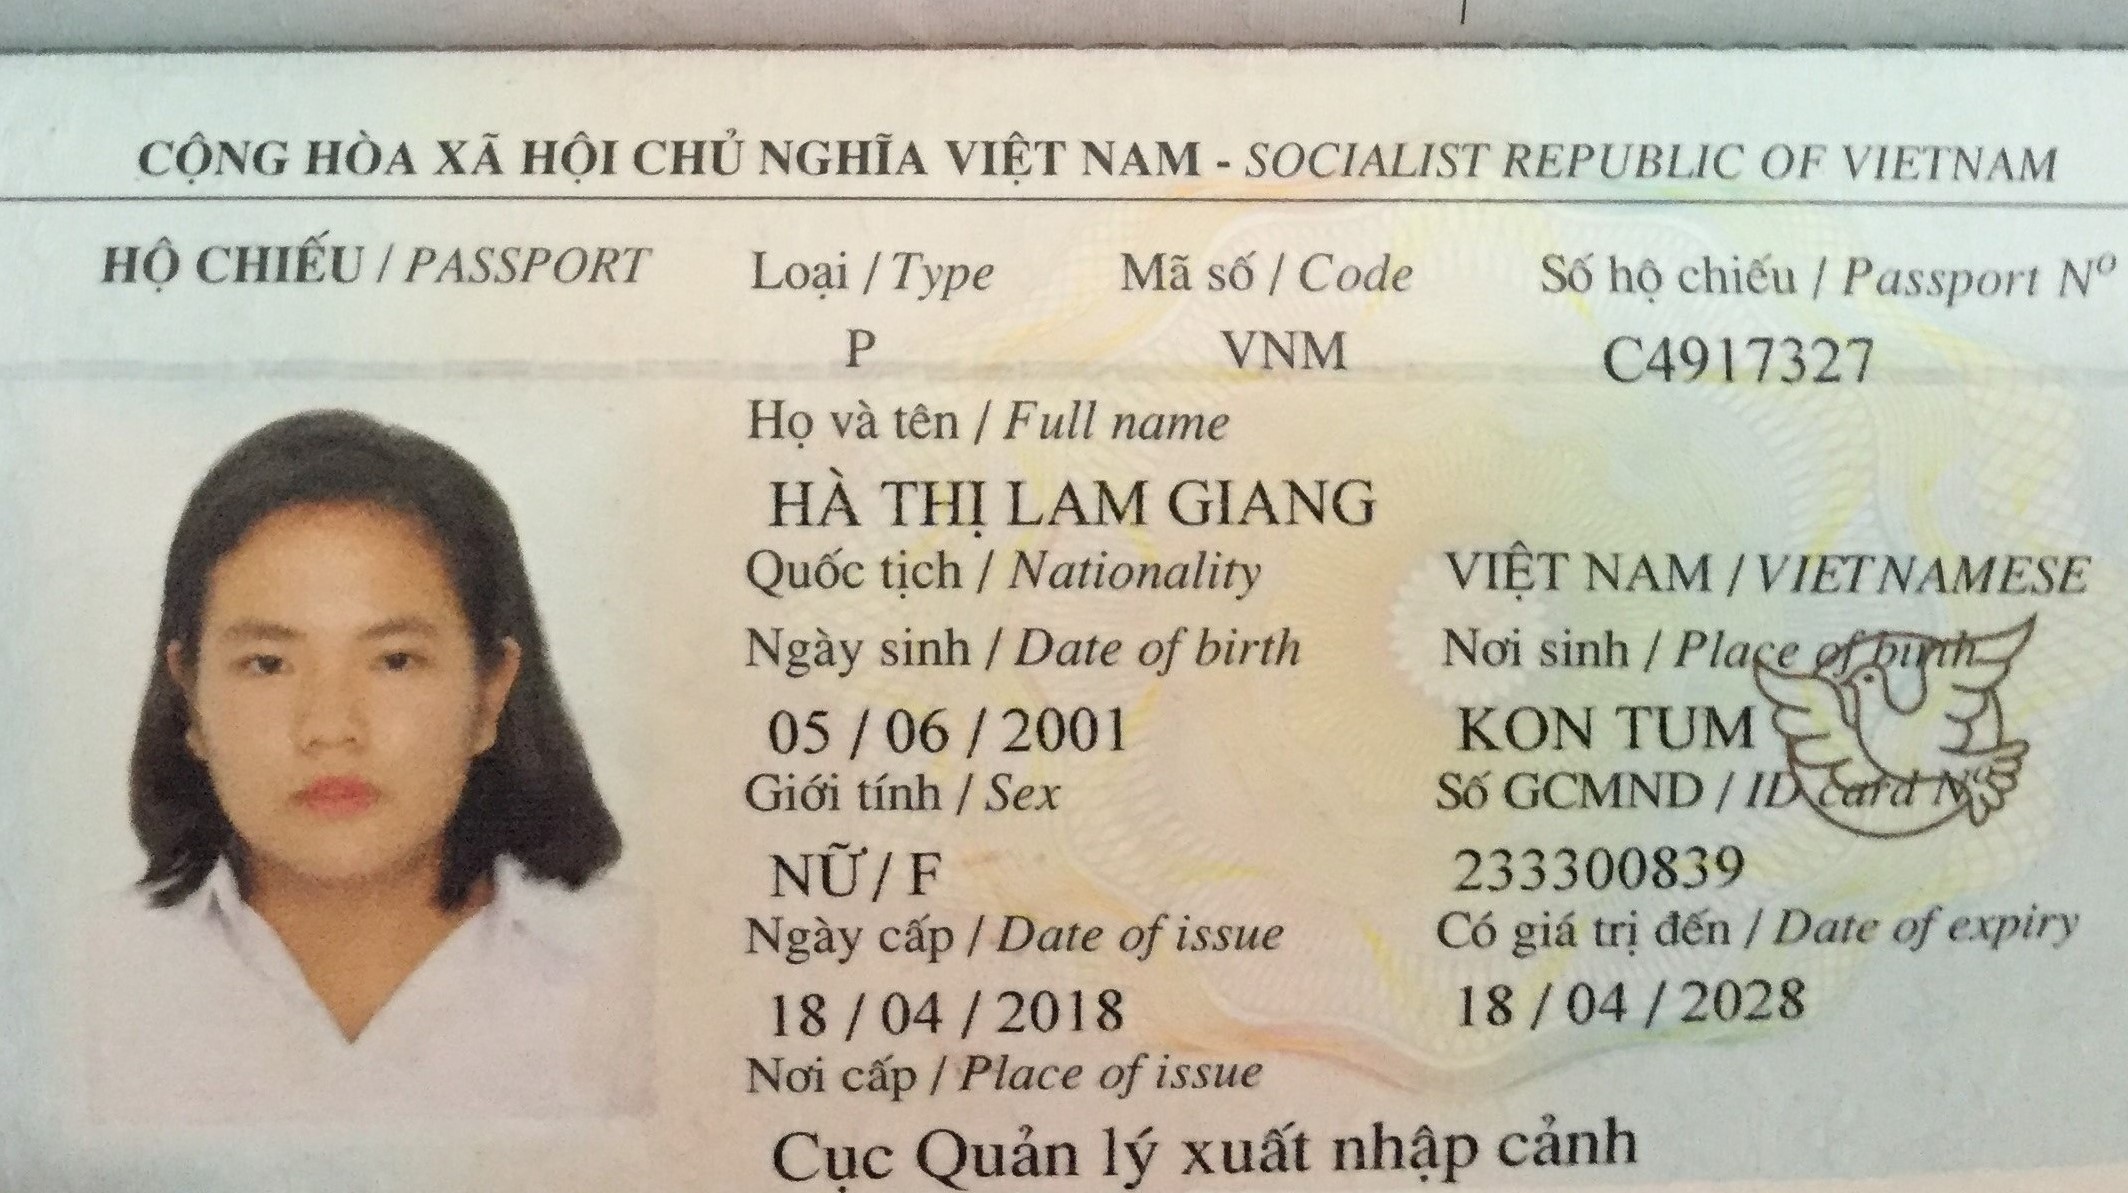 CỘNG HÒA XÃ HỘI CHỦ NGHĨA VIỆT NAM - SOCIALIST REPUBLIC OF VIETNAM
HỘ CHIẾU / PASSPORT Loại / Type Mã số / Code Số hộ chiếu / Passport Nº
P VNM C4917327
Họ và tên / Full name
HÀ THỊ LAM GIANG
Quốc tịch / Nationality VIỆT NAM / VIETNAMESE
Ngày sinh / Date of birth Nơi sinh / Place of birth
05 / 06 / 2001 KON TUM
Giới tính / Sex Số GCMND / ID card Nº
NỮ / F 233300839
Ngày cấp / Date of issue Có giá trị đến / Date of expiry
18 / 04 / 2018 18 / 04 / 2028
Nơi cấp / Place of issue
Cục Quản lý xuất nhập cảnh